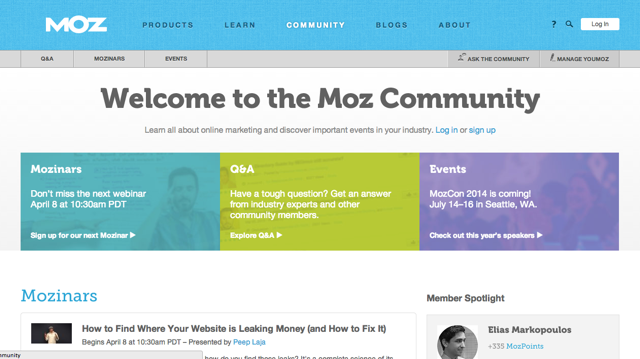 MOZ
PRODUCTS LEARN COMMUNITY BLOGS ABOUT ? Log In
Q&A MOZINARS EVENTS ASK THE COMMUNITY MANAGE YOUMOZ
Welcome to the Moz Community
Learn all about online marketing and discover important events in your industry. Log in or sign up
Mozinars
Don't miss the next webinar
April 8 at 10:30am PDT
Sign up for our next Mozinar ▶
Q&A
Have a tough question? Get an answer
from industry experts and other
community members.
Explore Q&A ▶
Events
MozCon 2014 is coming!
July 14–16 in Seattle, WA.
Check out this year's speakers ▶
Mozinars
How to Find Where Your Website is Leaking Money (and How to Fix It)
Begins April 8 at 10:30am PDT – Presented by Peep Laja
how do you find these leaks? It's a complete science of its
Member Spotlight
Elias Markopoulos
+335 MozPoints
mmunity